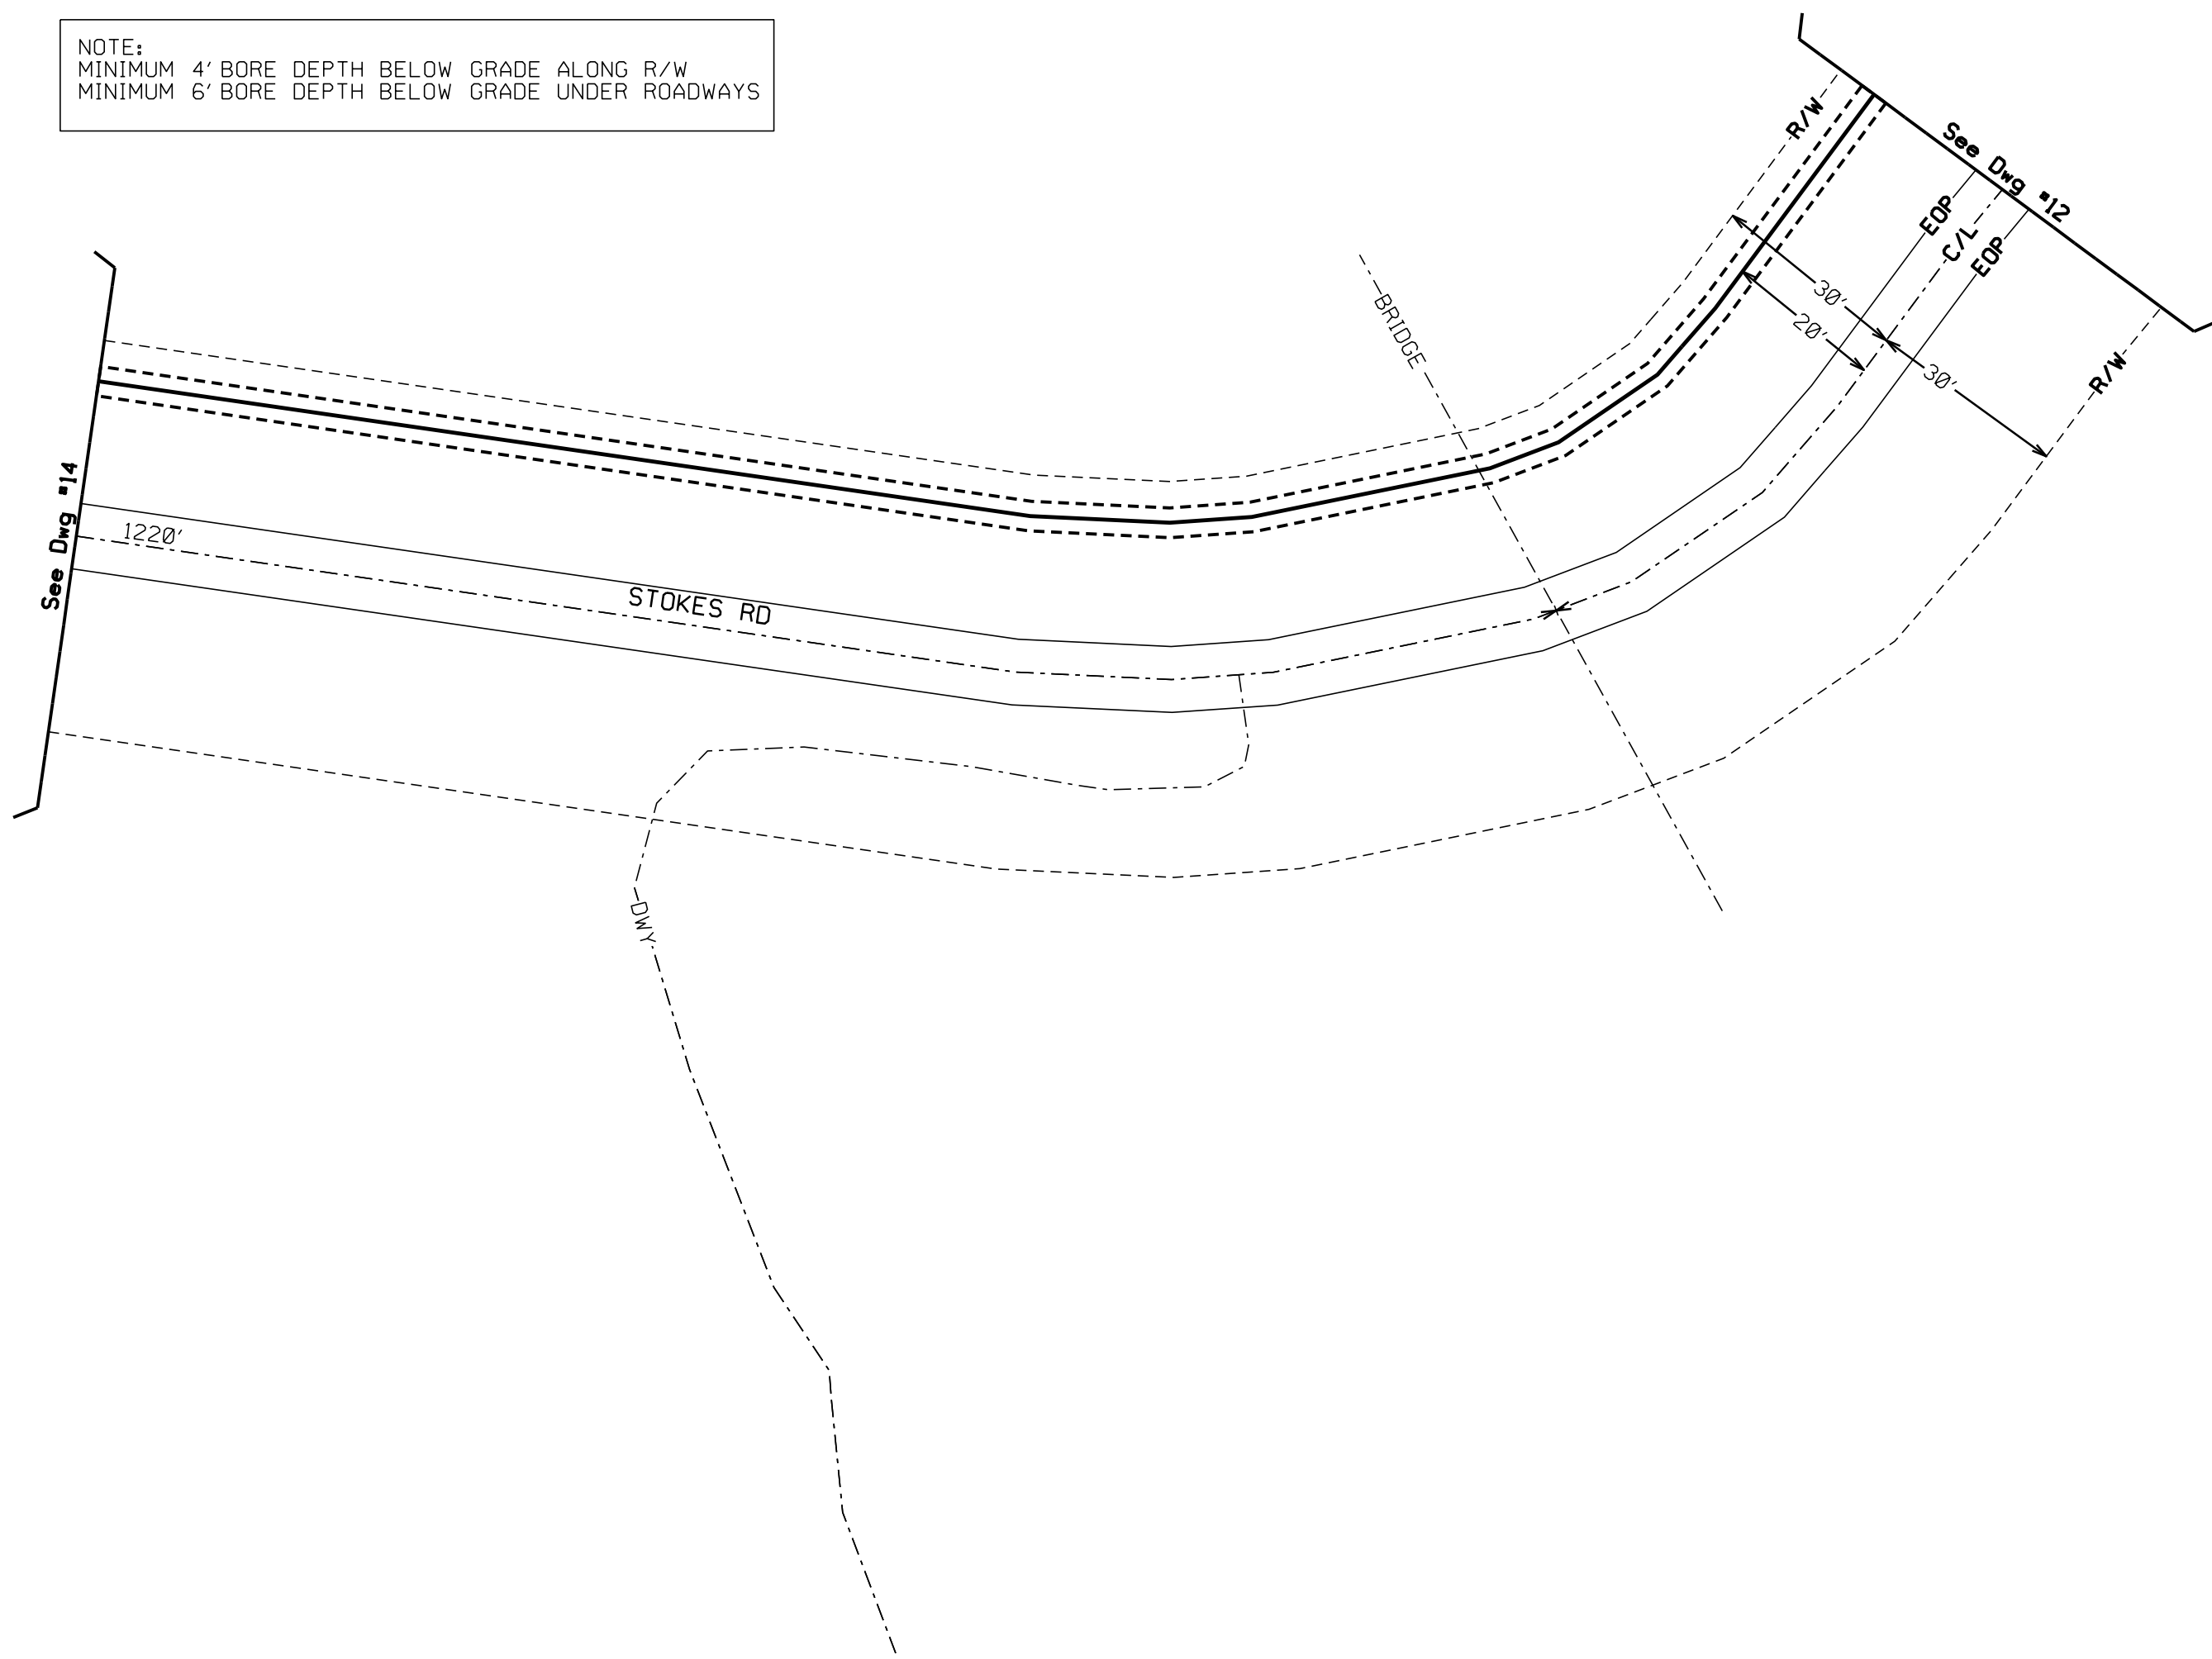 NOTE:
MINIMUM 4' BORE DEPTH BELOW GRADE ALONG R/W
MINIMUM 6' BORE DEPTH BELOW GRADE UNDER ROADWAYS
R/W
See Dwg #12
EOP
C/L
EOP
30'
20'
30'
R/W
BRIDGE
See Dwg #14
1220'
STOKES RD
DWY